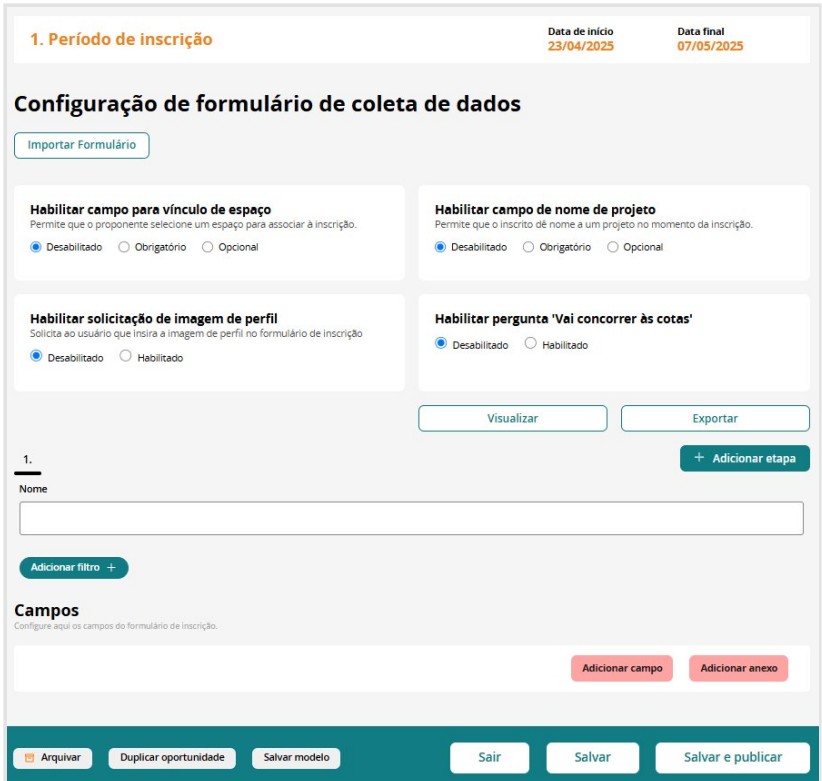 1. Período de inscrição
Data de início
23/04/2025
Data final
07/05/2025
Configuração de formulário de coleta de dados
Importar Formulário
Habilitar campo para vínculo de espaço
Permite que o proponente selecione um espaço para associar à inscrição.
Desabilitado Obrigatório Opcional
Habilitar campo de nome de projeto
Permite que o inscrito dê nome a um projeto no momento da inscrição.
Desabilitado Obrigatório Opcional
Habilitar solicitação de imagem de perfil
Solicita ao usuário que insira a imagem de perfil no formulário de inscrição
Desabilitado Habilitado
Habilitar pergunta 'Vai concorrer às cotas'
Desabilitado Habilitado
Visualizar
Exportar
1.
+ Adicionar etapa
Nome
Adicionar filtro +
Campos
Configure aqui os campos do formulário de inscrição.
Adicionar campo
Adicionar anexo
Arquivar
Duplicar oportunidade
Salvar modelo
Sair
Salvar
Salvar e publicar